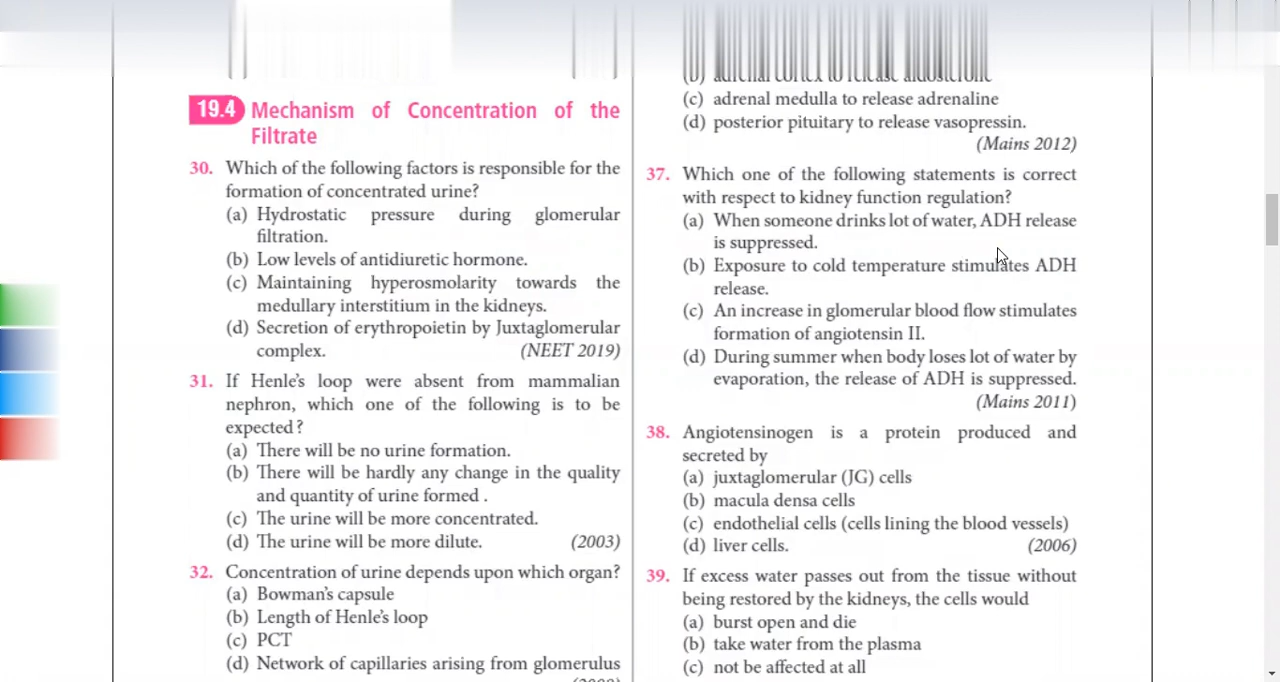 19.4 Mechanism of Concentration of the
Filtrate
30. Which of the following factors is responsible for the
formation of concentrated urine?
(a) Hydrostatic pressure during glomerular
filtration.
(b) Low levels of antidiuretic hormone.
(c) Maintaining hyperosmolarity towards the
medullary interstitium in the kidneys.
(d) Secretion of erythropoietin by Juxtaglomerular
complex. (NEET 2019)
31. If Henle's loop were absent from mammalian
nephron, which one of the following is to be
expected?
(a) There will be no urine formation.
(b) There will be hardly any change in the quality
and quantity of urine formed .
(c) The urine will be more concentrated.
(d) The urine will be more dilute. (2003)
32. Concentration of urine depends upon which organ?
(a) Bowman's capsule
(b) Length of Henle's loop
(c) PCT
(d) Network of capillaries arising from glomerulus
(b) adrenal cortex to release aldosterone
(c) adrenal medulla to release adrenaline
(d) posterior pituitary to release vasopressin.
(Mains 2012)
37. Which one of the following statements is correct
with respect to kidney function regulation?
(a) When someone drinks lot of water, ADH release
is suppressed.
(b) Exposure to cold temperature stimulates ADH
release.
(c) An increase in glomerular blood flow stimulates
formation of angiotensin II.
(d) During summer when body loses lot of water by
evaporation, the release of ADH is suppressed.
(Mains 2011)
38. Angiotensinogen is a protein produced and
secreted by
(a) juxtaglomerular (JG) cells
(b) macula densa cells
(c) endothelial cells (cells lining the blood vessels)
(d) liver cells. (2006)
39. If excess water passes out from the tissue without
being restored by the kidneys, the cells would
(a) burst open and die
(b) take water from the plasma
(c) not be affected at all